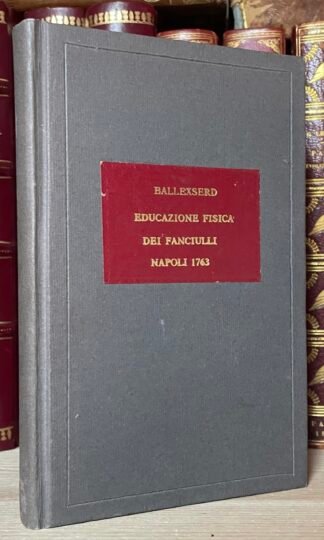 BALLEXSERD
EDUCAZIONE FISICA
DEI FANCIULLI
NAPOLI 1763